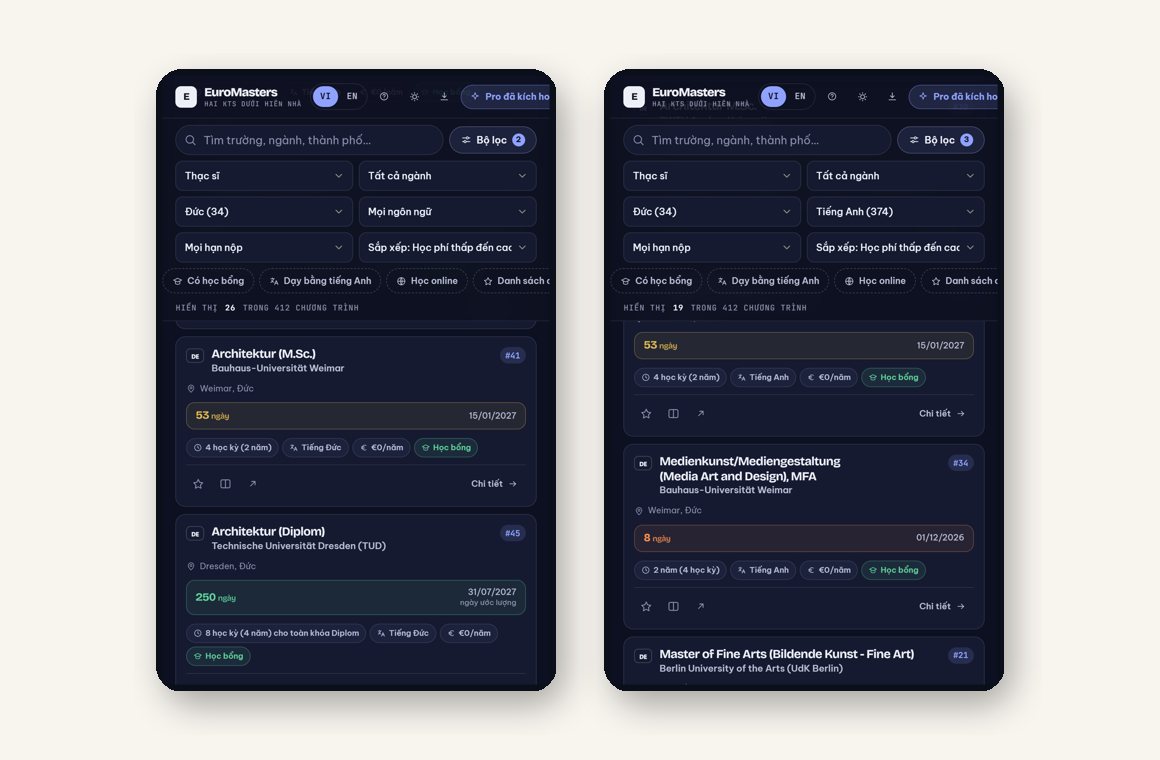 E EuroMasters
HAI KTS DƯỚI HIÊN NHÀ
VI EN
Pro đã kích ho
Tìm trường, ngành, thành phố...
Bộ lọc 2
Thạc sĩ
Tất cả ngành
Đức (34)
Mọi ngôn ngữ
Mọi hạn nộp
Sắp xếp: Học phí thấp đến cao
Có học bổng
Dạy bằng tiếng Anh
Học online
Danh sách
HIỂN THỊ 26 TRONG 412 CHƯƠNG TRÌNH
DE Architektur (M.Sc.) #41
Bauhaus-Universität Weimar
Weimar, Đức
53 ngày 15/01/2027
4 học kỳ (2 năm) Tiếng Đức €0/năm Học bổng
Chi tiết →
DE Architektur (Diplom) #45
Technische Universität Dresden (TUD)
Dresden, Đức
250 ngày 31/07/2027
ngày ước lượng
8 học kỳ (4 năm) cho toàn khóa Diplom Tiếng Đức €0/năm
Học bổng
E EuroMasters
HAI KTS DƯỚI HIÊN NHÀ
VI EN
Pro đã kích ho
Tìm trường, ngành, thành phố...
Bộ lọc 3
Thạc sĩ
Tất cả ngành
Đức (34)
Tiếng Anh (374)
Mọi hạn nộp
Sắp xếp: Học phí thấp đến cao
Có học bổng
Dạy bằng tiếng Anh
Học online
Danh sách
HIỂN THỊ 19 TRONG 412 CHƯƠNG TRÌNH
53 ngày 15/01/2027
4 học kỳ (2 năm) Tiếng Anh €0/năm Học bổng
Chi tiết →
DE Medienkunst/Mediengestaltung #34
(Media Art and Design), MFA
Bauhaus-Universität Weimar
Weimar, Đức
8 ngày 01/12/2026
2 năm (4 học kỳ) Tiếng Anh €0/năm Học bổng
Chi tiết →
DE Master of Fine Arts (Bildende Kunst - Fine Art) #21
Berlin University of the Arts (UdK Berlin)